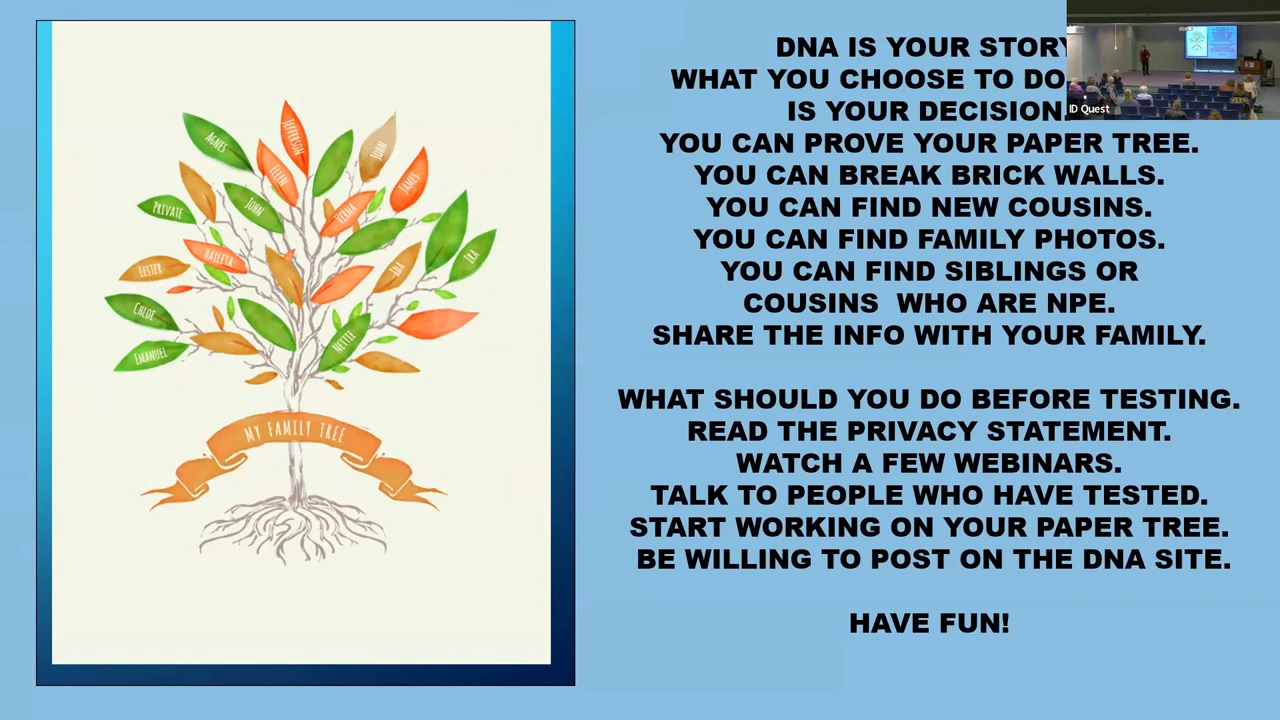 AGNES
JEFFERSON
JOHN
ELLEN
JAMES
PRIVATE
JOHN
VERMA
LESTER
IDA
IRA
CHLOE
EMANUEL
NETTIE
MY FAMILY TREE
DNA IS YOUR STORY
WHAT YOU CHOOSE TO DO
IS YOUR DECISION.
YOU CAN PROVE YOUR PAPER TREE.
YOU CAN BREAK BRICK WALLS.
YOU CAN FIND NEW COUSINS.
YOU CAN FIND FAMILY PHOTOS.
YOU CAN FIND SIBLINGS OR
COUSINS  WHO ARE NPE.
SHARE THE INFO WITH YOUR FAMILY.
WHAT SHOULD YOU DO BEFORE TESTING.
READ THE PRIVACY STATEMENT.
WATCH A FEW WEBINARS.
TALK TO PEOPLE WHO HAVE TESTED.
START WORKING ON YOUR PAPER TREE.
BE WILLING TO POST ON THE DNA SITE.
HAVE FUN!
ID Quest